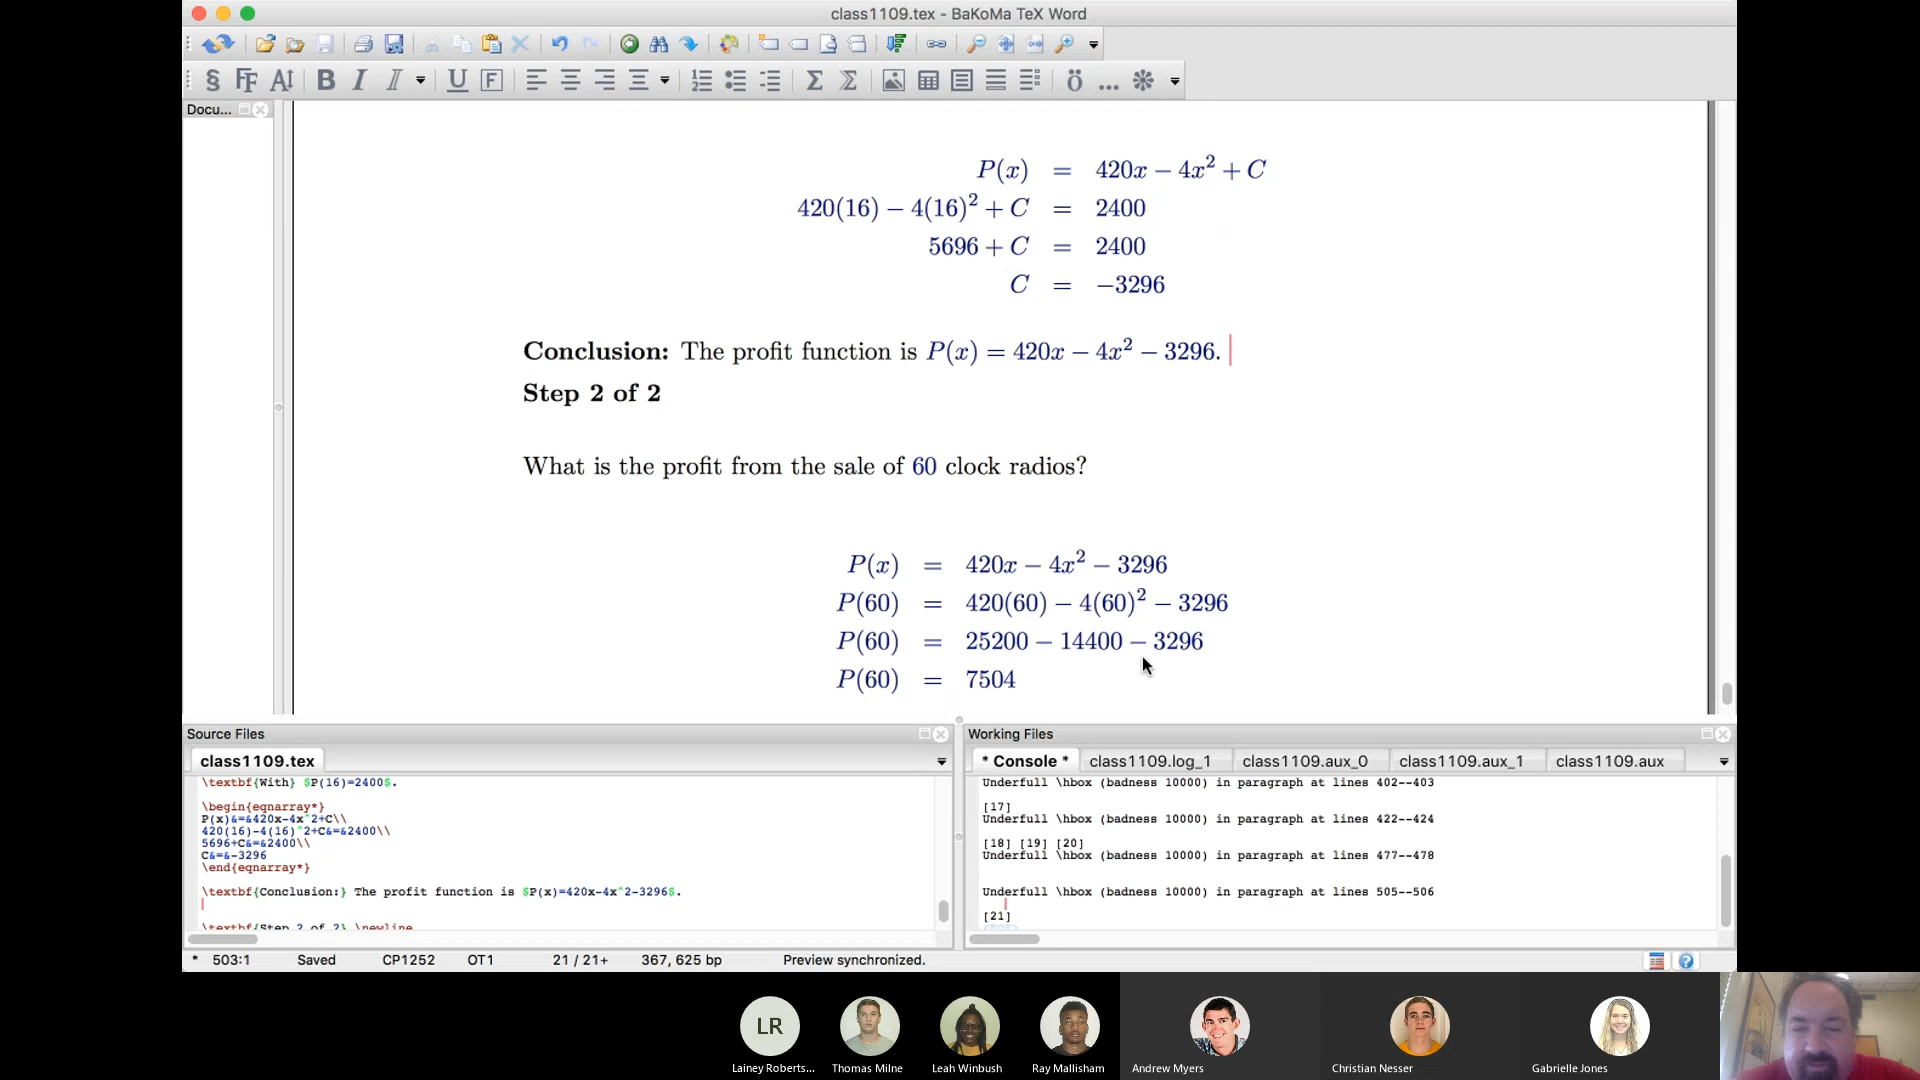 class1109.tex - BaKoMa TeX Word
Docu...
P(x) = 420x − 4x² + C
420(16) − 4(16)² + C = 2400
5696 + C = 2400
C = −3296
Conclusion: The profit function is P(x) = 420x − 4x² − 3296.
Step 2 of 2
What is the profit from the sale of 60 clock radios?
P(x) = 420x − 4x² − 3296
P(60) = 420(60) − 4(60)² − 3296
P(60) = 25200 − 14400 − 3296
P(60) = 7504
Source Files
class1109.tex
\textbf{With} $P(16)=2400$.
\begin{eqnarray*}
P(x)&=&420x-4x^2+C\\
420(16)-4(16)^2+C&=&2400\\
5696+C&=&2400\\
C&=&-3296
\end{eqnarray*}
\textbf{Conclusion:} The profit function is $P(x)=420x-4x^2-3296$.
\textbf{Step 2 of 2} \newline
Working Files
* Console * class1109.log_1 class1109.aux_0 class1109.aux_1 class1109.aux
Underfull \hbox (badness 10000) in paragraph at lines 402--403
[17]
Underfull \hbox (badness 10000) in paragraph at lines 422--424
[18] [19] [20]
Underfull \hbox (badness 10000) in paragraph at lines 477--478
Underfull \hbox (badness 10000) in paragraph at lines 505--506
[21]
* 503:1 Saved CP1252 OT1 21 / 21+ 367, 625 bp Preview synchronized.
LR
Lainey Roberts... Thomas Milne Leah Winbush Ray Mallisham Andrew Myers Christian Nesser Gabrielle Jones